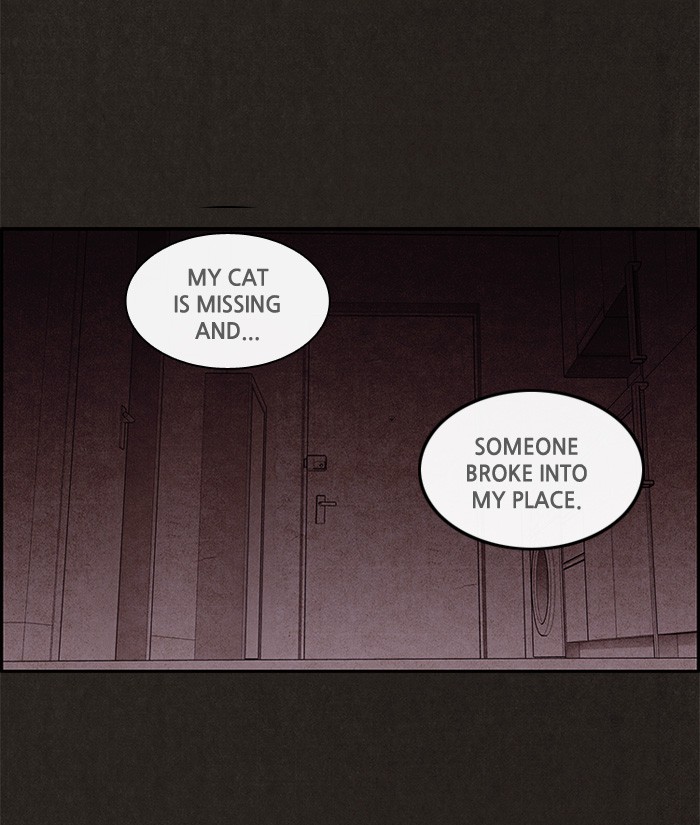 MY CAT
IS MISSING
AND...
SOMEONE
BROKE INTO
MY PLACE.